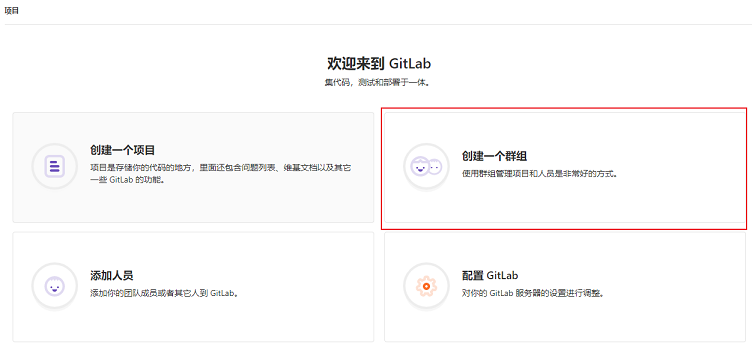 项目
欢迎来到 GitLab
集代码，测试和部署于一体。
创建一个项目
项目是存储你的代码的地方，里面还包含问题列表、维基文档以及其它
一些 GitLab 的功能。
创建一个群组
使用群组管理项目和人员是非常好的方式。
添加人员
添加你的团队成员或者其它人到 GitLab。
配置 GitLab
对你的 GitLab 服务器的设置进行调整。